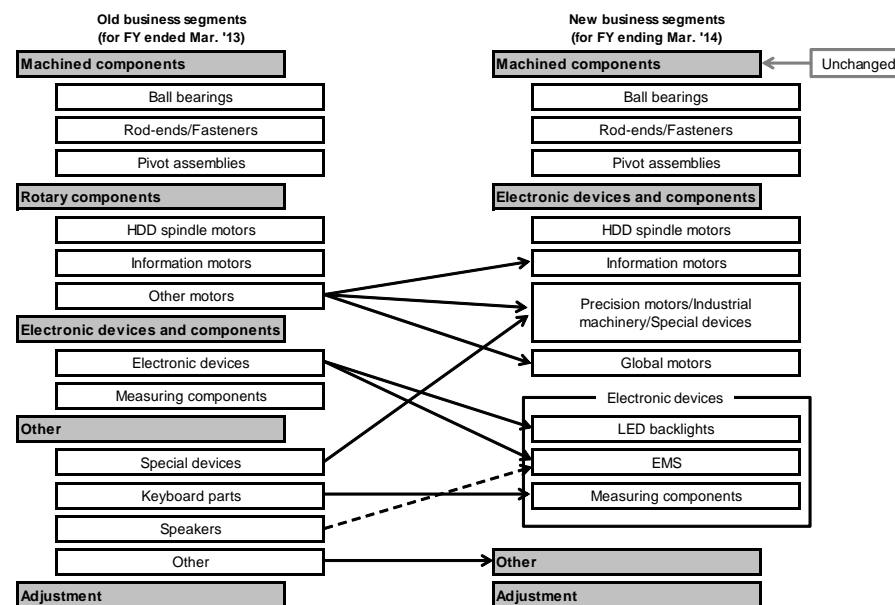 Old business segments
(for FY ended Mar. '13)
Machined components
Ball bearings
Rod-ends/Fasteners
Pivot assemblies
Rotary components
HDD spindle motors
Information motors
Other motors
Electronic devices and components
Electronic devices
Measuring components
Other
Special devices
Keyboard parts
Speakers
Other
Adjustment
New business segments
(for FY ending Mar. '14)
Machined components
Unchanged
Ball bearings
Rod-ends/Fasteners
Pivot assemblies
Electronic devices and components
HDD spindle motors
Information motors
Precision motors/Industrial
machinery/Special devices
Global motors
Electronic devices
LED backlights
EMS
Measuring components
Other
Adjustment